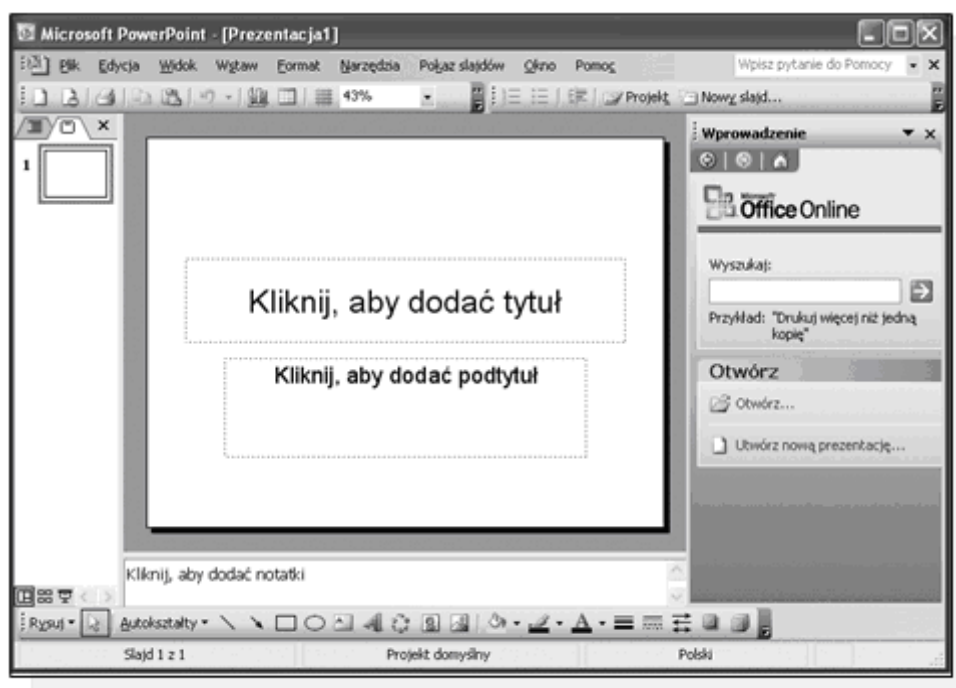 Microsoft PowerPoint - [Prezentacja1]
Plik Edycja Widok Wstaw Format Narzędzia Pokaz slajdów Okno Pomoc Wpisz pytanie do Pomocy
43% Projekt Nowy slajd...
Wprowadzenie
1
Microsoft
Office Online
Wyszukaj:
Kliknij, aby dodać tytuł
Przykład: "Drukuj więcej niż jedną
kopię"
Kliknij, aby dodać podtytuł
Otwórz
Otwórz...
Utwórz nową prezentację...
Kliknij, aby dodać notatki
Rysuj Autokształty
Slajd 1 z 1 Projekt domyślny Polski